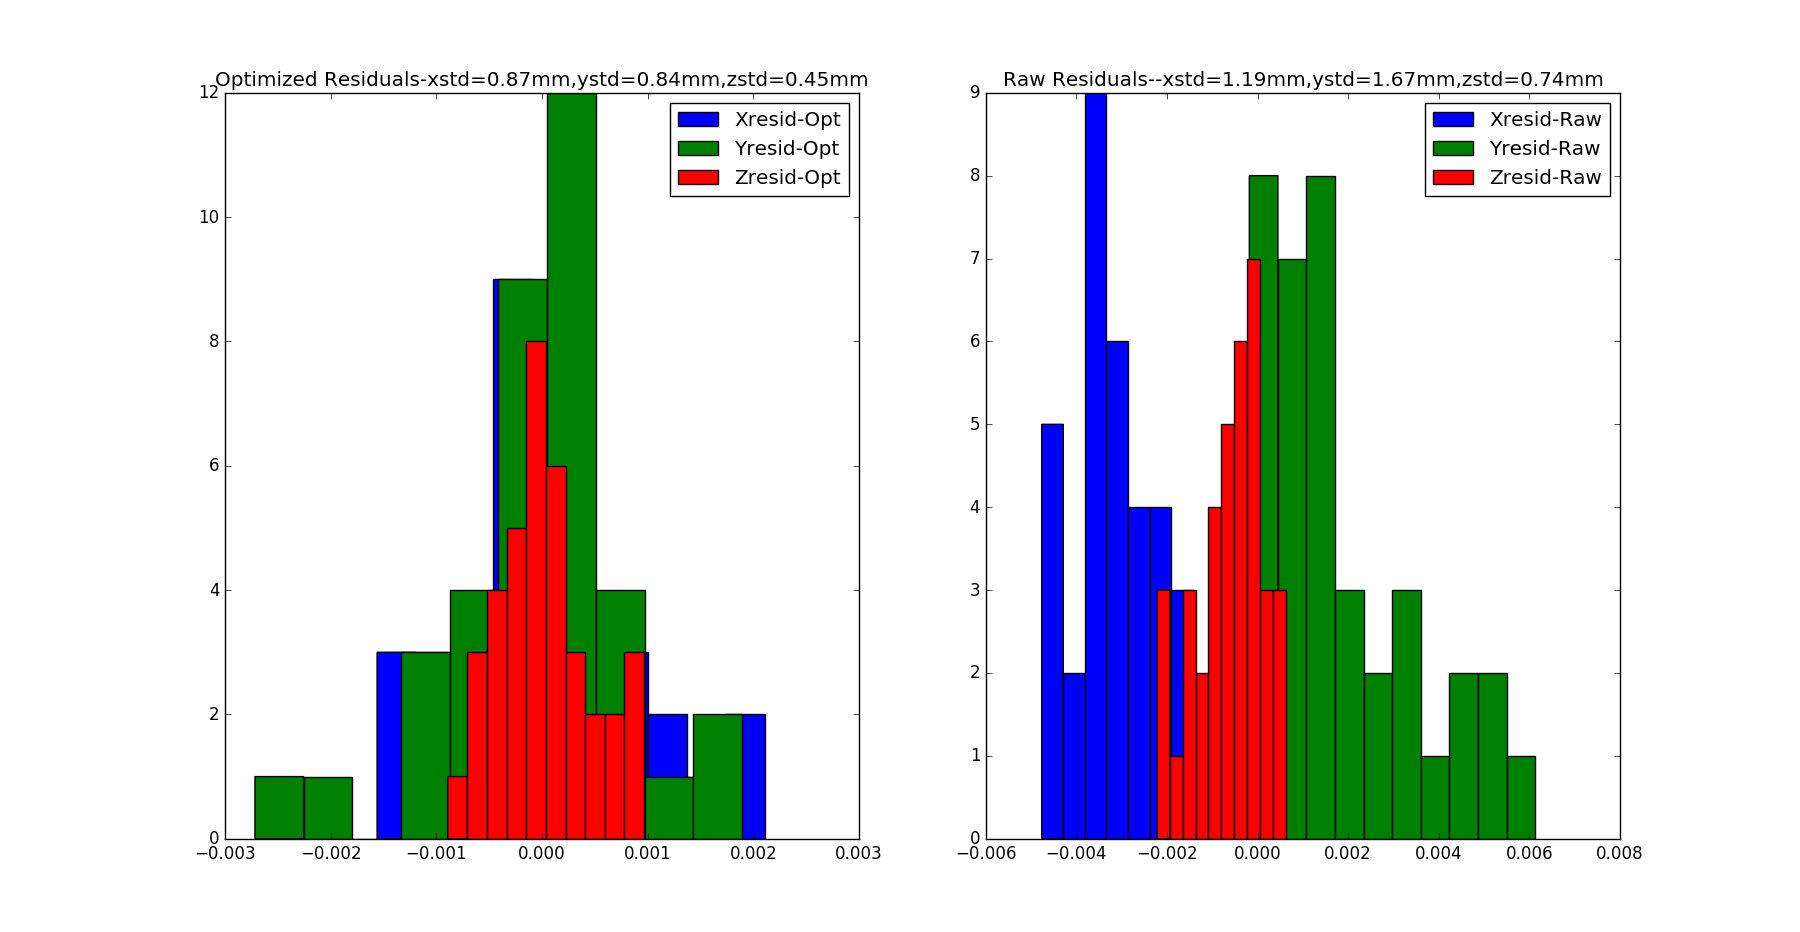 Optimized Residuals-xstd=0.87mm,ystd=0.84mm,zstd=0.45mm
12
10
8
6
4
2
0
−0.003 −0.002 −0.001 0.000 0.001 0.002 0.003
Xresid-Opt
Yresid-Opt
Zresid-Opt
Raw Residuals--xstd=1.19mm,ystd=1.67mm,zstd=0.74mm
9
8
7
6
5
4
3
2
1
0
−0.006 −0.004 −0.002 0.000 0.002 0.004 0.006 0.008
Xresid-Raw
Yresid-Raw
Zresid-Raw